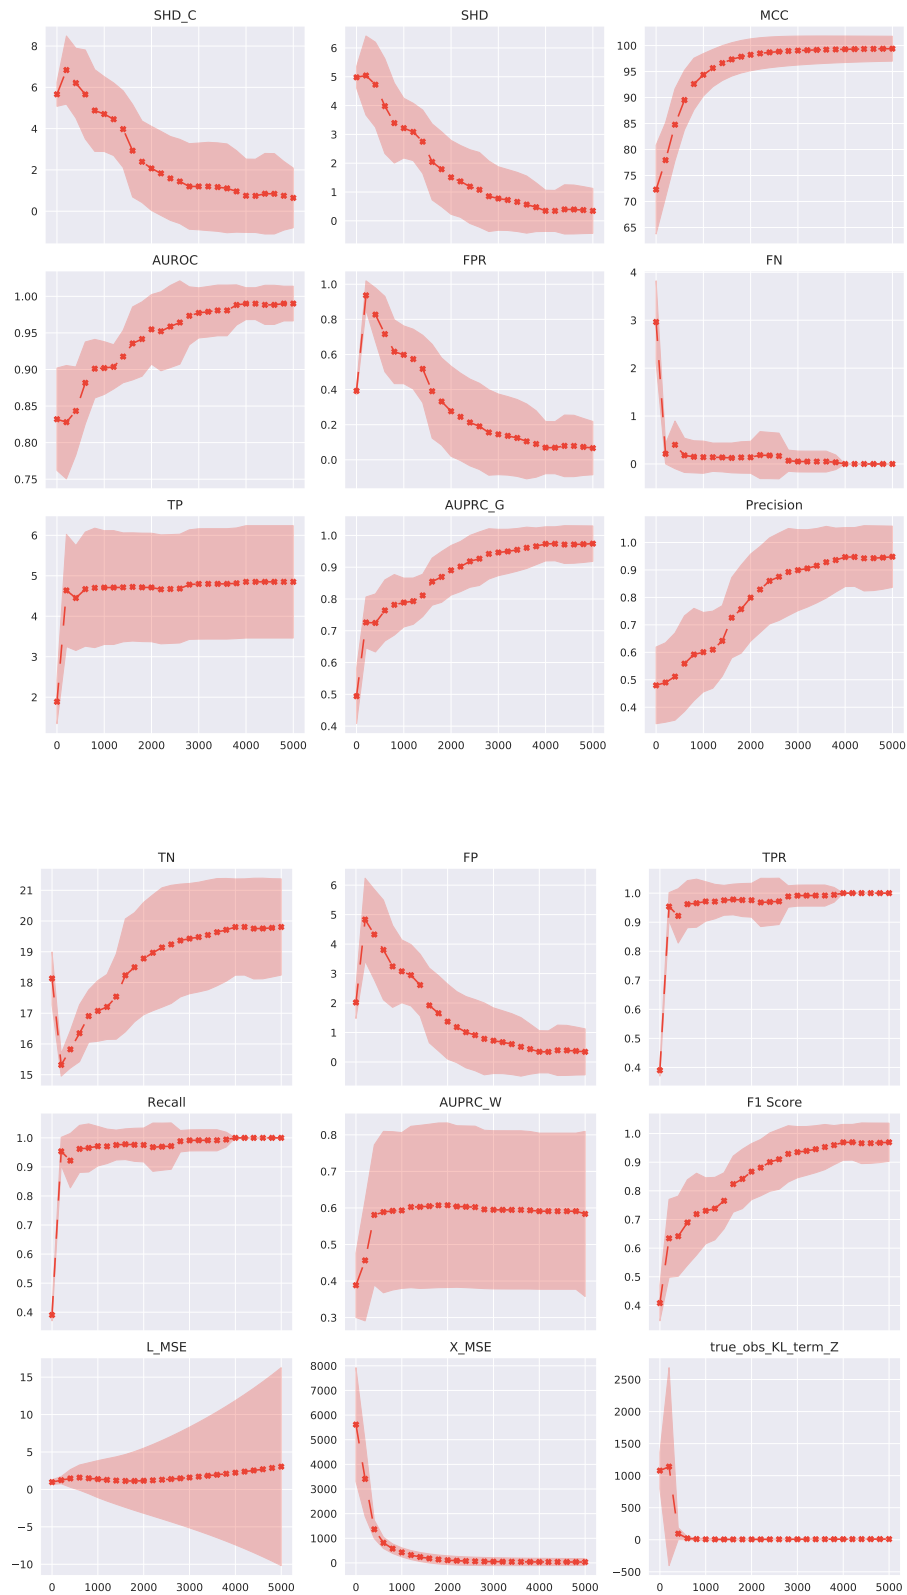 SHD_C SHD MCC
8 6 100
6 5 95
4 4 90
2 3 85
0 2 80
1 75
0 70
65
AUROC FPR FN
1.00 1.0 4
0.95 0.8 3
0.90 0.6 2
0.85 0.4 1
0.80 0.2 0
0.75 0.0
TP AUPRC_G Precision
6 1.0 1.0
5 0.9 0.9
4 0.8 0.8
3 0.7 0.7
2 0.6 0.6
0.5 0.5
0.4 0.4
0 1000 2000 3000 4000 5000 0 1000 2000 3000 4000 5000 0 1000 2000 3000 4000 5000
TN FP TPR
21 6 1.0
20 5 0.9
19 4 0.8
18 3 0.7
17 2 0.6
16 1 0.5
15 0 0.4
Recall AUPRC_W F1 Score
1.0 0.8 1.0
0.9 0.7 0.9
0.8 0.6 0.8
0.7 0.5 0.7
0.6 0.4 0.6
0.5 0.3 0.5
0.4 0.4
L_MSE X_MSE true_obs_KL_term_Z
15 8000 2500
10 7000 2000
5 6000 1500
0 5000 1000
−5 4000 500
−10 3000 0
2000 −500
1000
0
0 1000 2000 3000 4000 5000 0 1000 2000 3000 4000 5000 0 1000 2000 3000 4000 5000